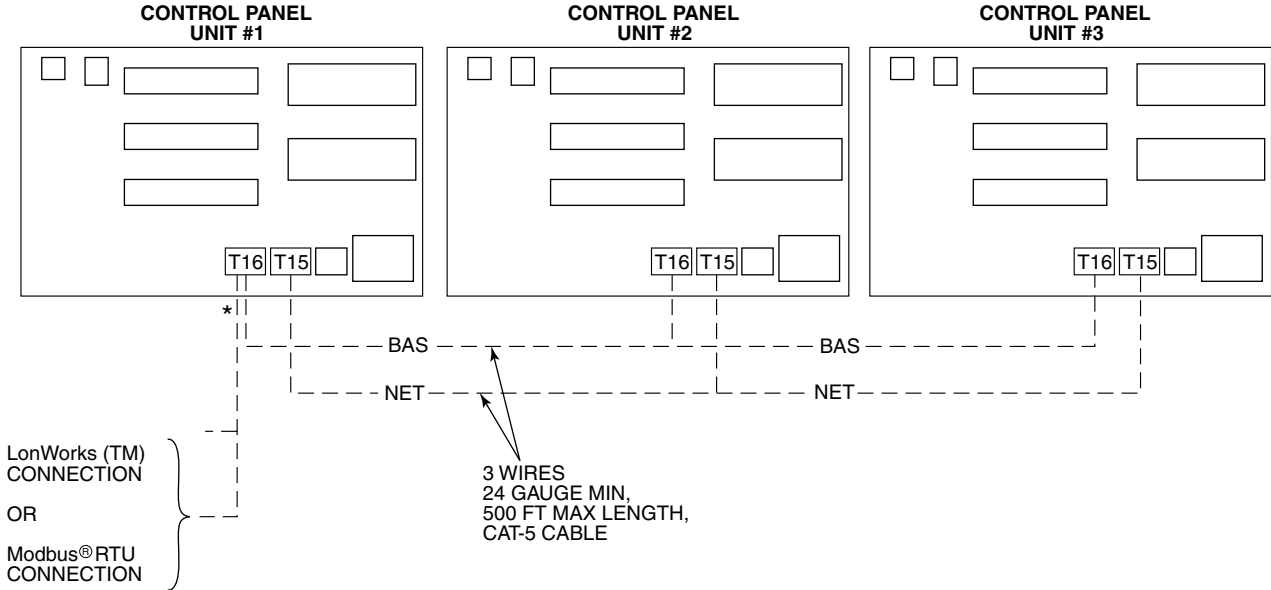 CONTROL PANEL
UNIT #1
CONTROL PANEL
UNIT #2
CONTROL PANEL
UNIT #3
T16 T15
T16 T15
T16 T15
*
BAS
BAS
NET
NET
LonWorks (TM)
CONNECTION
OR
Modbus® RTU
CONNECTION
3 WIRES
24 GAUGE MIN,
500 FT MAX LENGTH,
CAT-5 CABLE